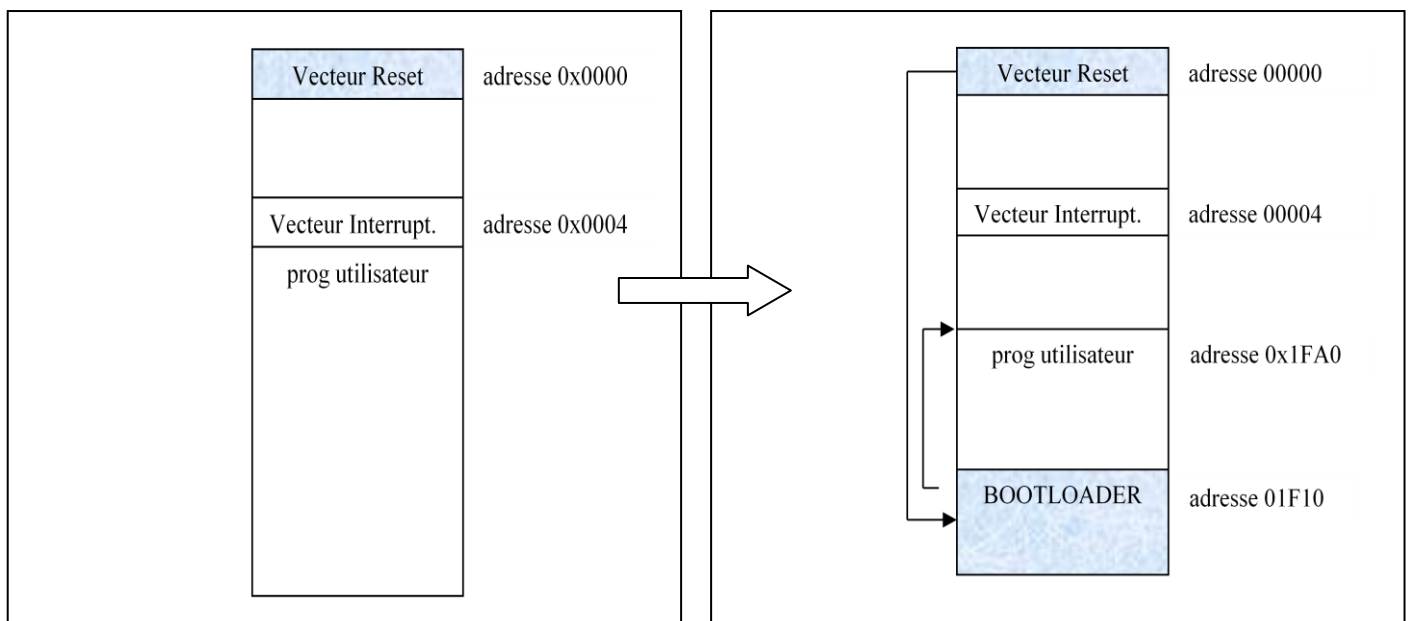 Vecteur Reset adresse 0x0000
Vecteur Interrupt. adresse 0x0004
prog utilisateur
Vecteur Reset adresse 00000
Vecteur Interrupt. adresse 00004
prog utilisateur adresse 0x1FA0
BOOTLOADER adresse 01F10